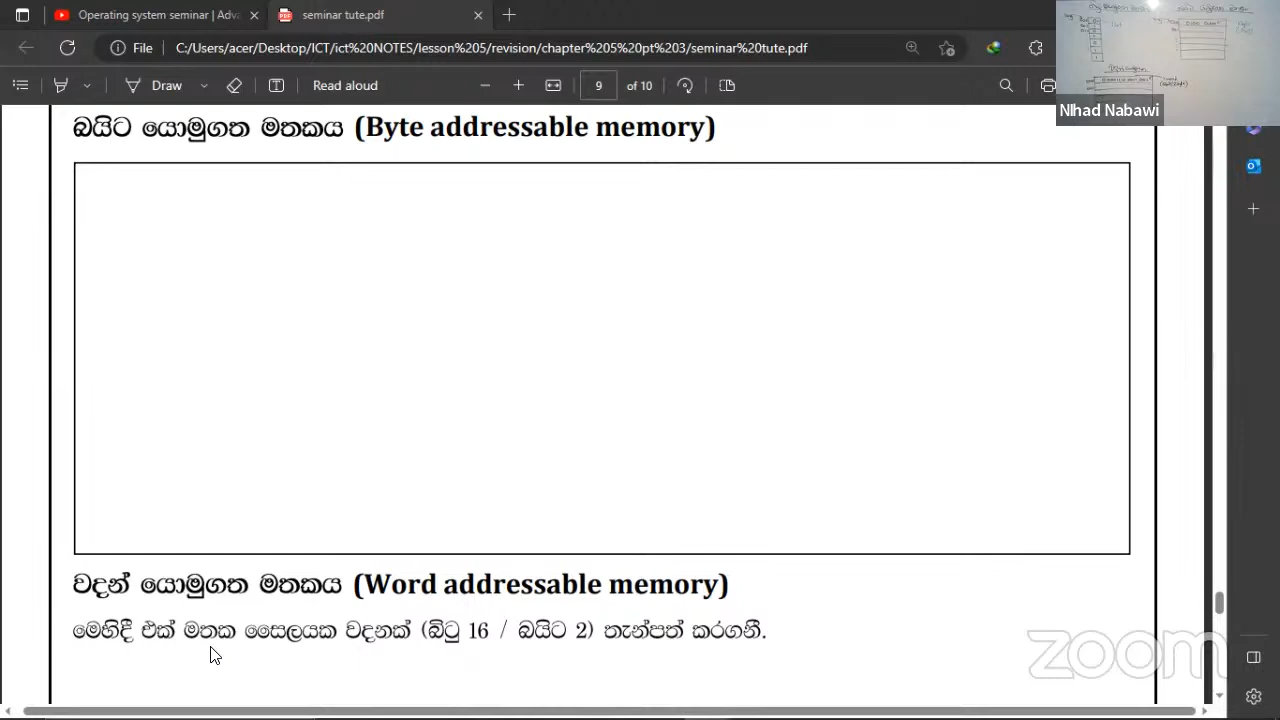 Operating system seminar | Adva
seminar tute.pdf
File
C:/Users/acer/Desktop/ICT/ict%20NOTES/lesson%205/revision/chapter%205%20pt%203/seminar%20tute.pdf
Draw
Read aloud
9 of 10
NIhad Nabawi
බයිට යොමුගත මතකය (Byte addressable memory)
වදන් යොමුගත මතකය (Word addressable memory)
මෙහිදී එක් මතක සෛලයක වදනක් (බිටු 16 / බයිට 2) තැන්පත් කරගනී.
zoom